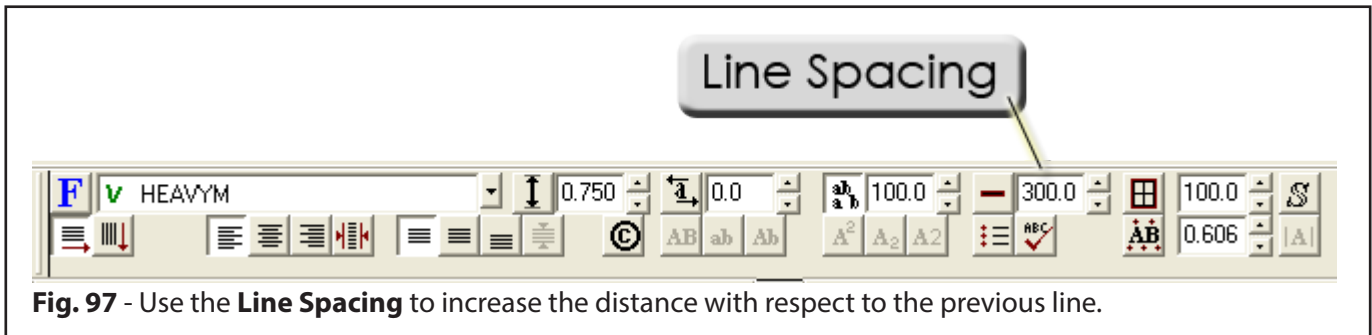 Line Spacing
F V HEAVYM 0.750 a 0.0 ab a b 100.0 300.0 100.0 S
© AB ab Ab A² A₂ A2 ABC AB 0.606 |A|
Fig. 97 - Use the Line Spacing to increase the distance with respect to the previous line.